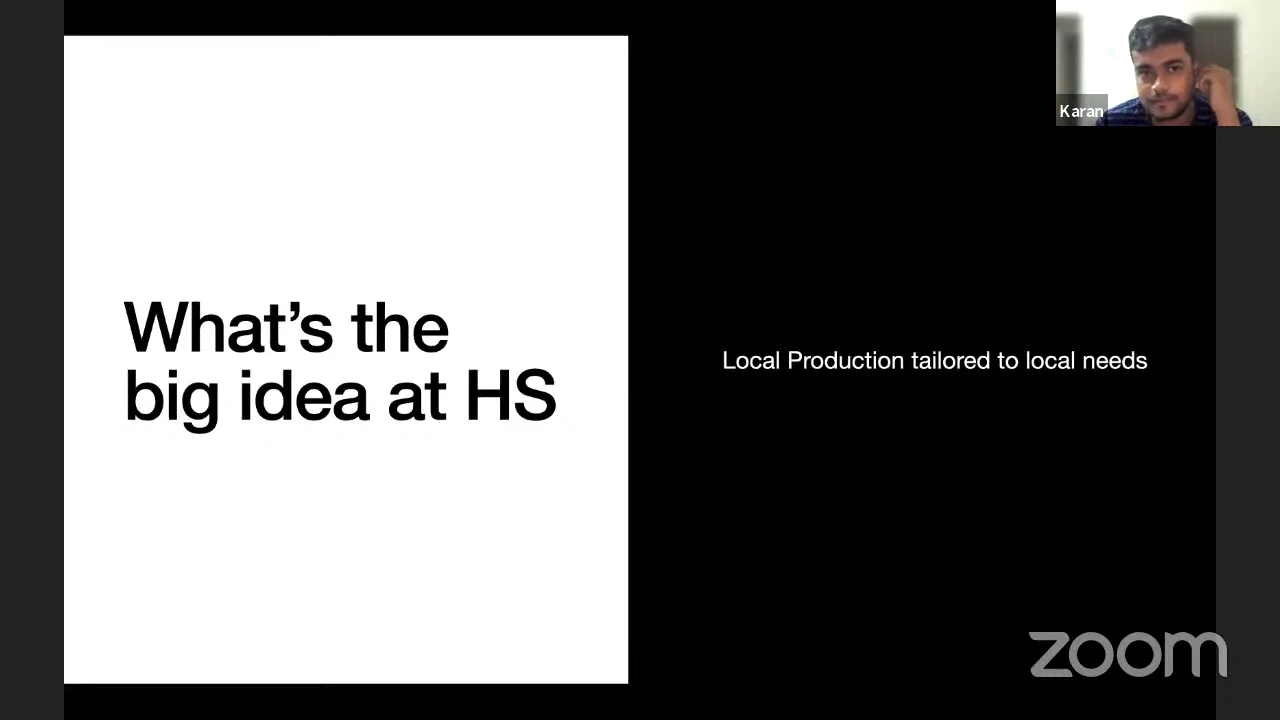 Karan
What’s the
big idea at HS
Local Production tailored to local needs
zoom